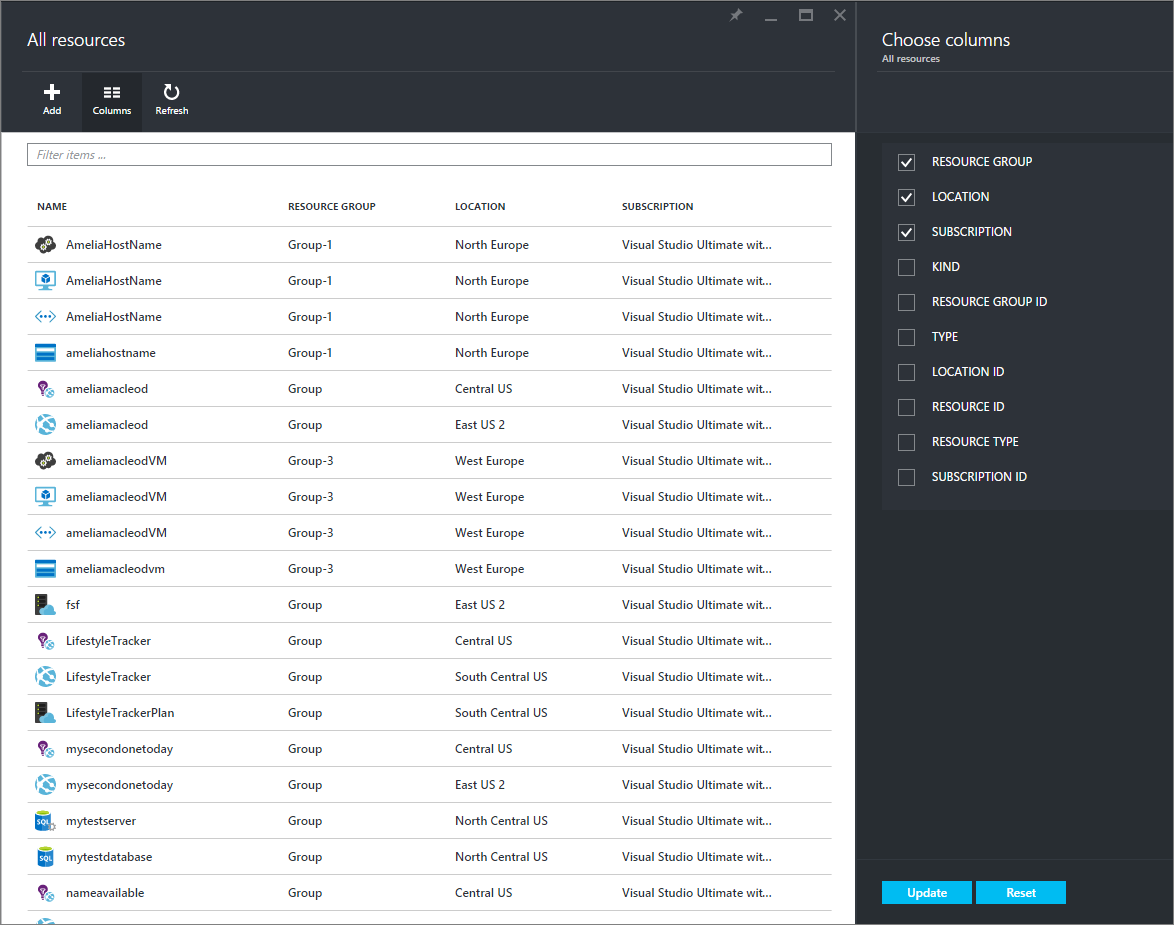 All resources
Add
Columns
Refresh
Filter items ...
NAME RESOURCE GROUP LOCATION SUBSCRIPTION
AmeliaHostName Group-1 North Europe Visual Studio Ultimate wit...
AmeliaHostName Group-1 North Europe Visual Studio Ultimate wit...
AmeliaHostName Group-1 North Europe Visual Studio Ultimate wit...
ameliahostname Group-1 North Europe Visual Studio Ultimate wit...
ameliamacleod Group Central US Visual Studio Ultimate wit...
ameliamacleod Group East US 2 Visual Studio Ultimate wit...
ameliamacleodVM Group-3 West Europe Visual Studio Ultimate wit...
ameliamacleodVM Group-3 West Europe Visual Studio Ultimate wit...
ameliamacleodVM Group-3 West Europe Visual Studio Ultimate wit...
ameliamacleodvm Group-3 West Europe Visual Studio Ultimate wit...
fsf Group East US 2 Visual Studio Ultimate wit...
LifestyleTracker Group Central US Visual Studio Ultimate wit...
LifestyleTracker Group South Central US Visual Studio Ultimate wit...
LifestyleTrackerPlan Group South Central US Visual Studio Ultimate wit...
mysecondonetoday Group Central US Visual Studio Ultimate wit...
mysecondonetoday Group East US 2 Visual Studio Ultimate wit...
SQL mytestserver Group North Central US Visual Studio Ultimate wit...
SQL mytestdatabase Group North Central US Visual Studio Ultimate wit...
nameavailable Group Central US Visual Studio Ultimate wit...
Choose columns
All resources
RESOURCE GROUP
LOCATION
SUBSCRIPTION
KIND
RESOURCE GROUP ID
TYPE
LOCATION ID
RESOURCE ID
RESOURCE TYPE
SUBSCRIPTION ID
Update Reset